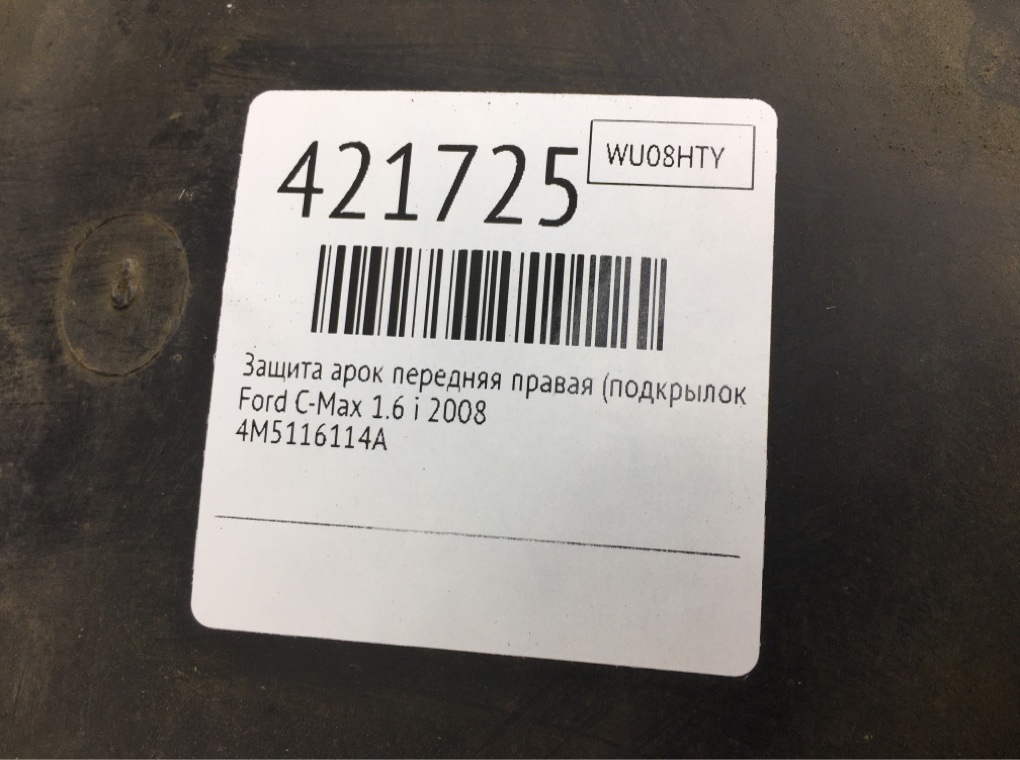 421725
WU08HTY
Защита арок передняя правая (подкрылок
Ford C-Max 1.6 i 2008
4M5116114A